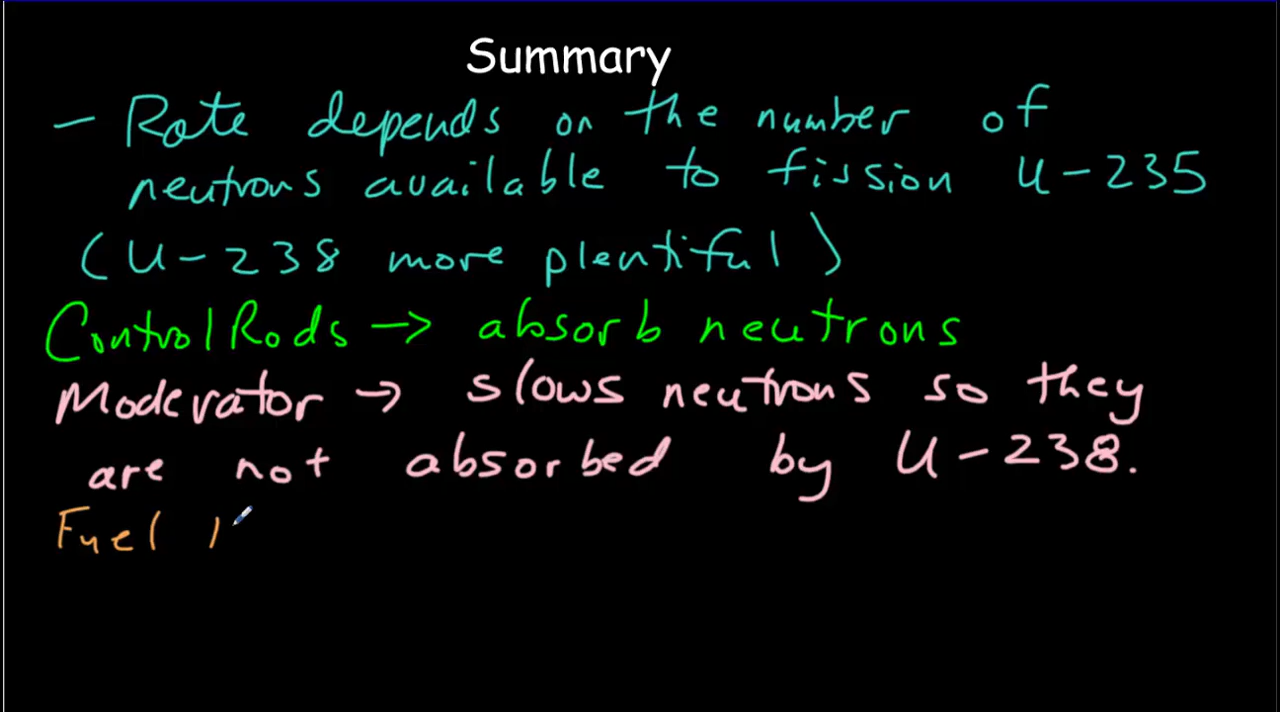 Summary
- Rate depends on the number of
neutrons available to fission U-235
(U-238 more plentiful)
Control Rods → absorb neutrons
Moderator → slows neutrons so they
are not absorbed by U-238.
Fuel